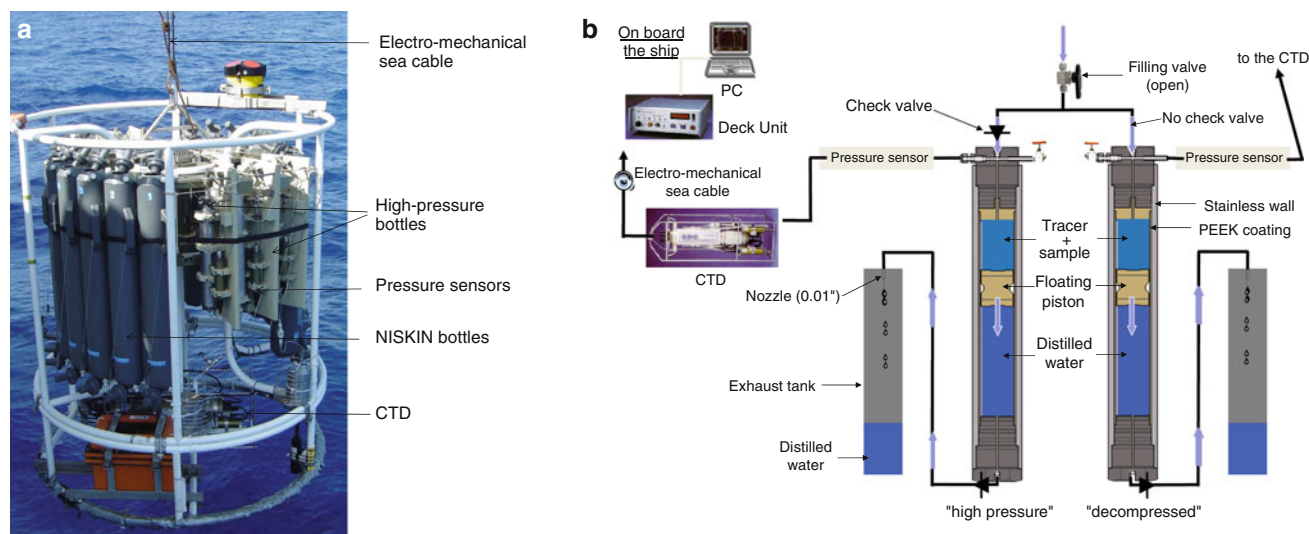 a
Electro-mechanical
sea cable
High-pressure
bottles
Pressure sensors
NISKIN bottles
CTD
b
On board
the ship
PC
Deck Unit
Electro-mechanical
sea cable
CTD
Check valve
Pressure sensor
Filling valve
(open)
No check valve
to the CTD
Pressure sensor
Stainless wall
PEEK coating
Tracer
+
sample
Floating
piston
Nozzle (0.01")
Distilled
water
Exhaust tank
Distilled
water
"high pressure"
"decompressed"